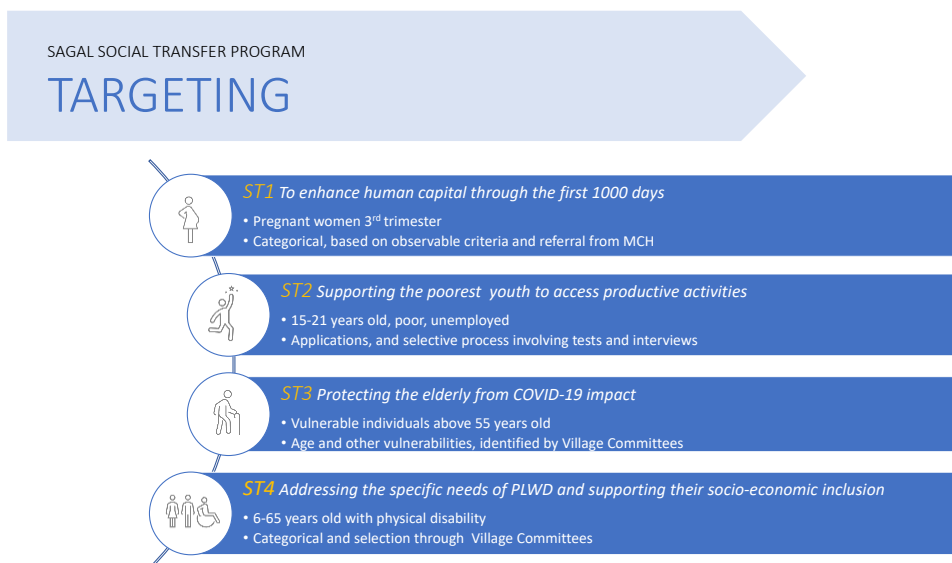 SAGAL SOCIAL TRANSFER PROGRAM
TARGETING
ST1 To enhance human capital through the first 1000 days
• Pregnant women 3rd trimester
• Categorical, based on observable criteria and referral from MCH
ST2 Supporting the poorest youth to access productive activities
• 15-21 years old, poor, unemployed
• Applications, and selective process involving tests and interviews
ST3 Protecting the elderly from COVID-19 impact
• Vulnerable individuals above 55 years old
• Age and other vulnerabilities, identified by Village Committees
ST4 Addressing the specific needs of PLWD and supporting their socio-economic inclusion
• 6-65 years old with physical disability
• Categorical and selection through Village Committees